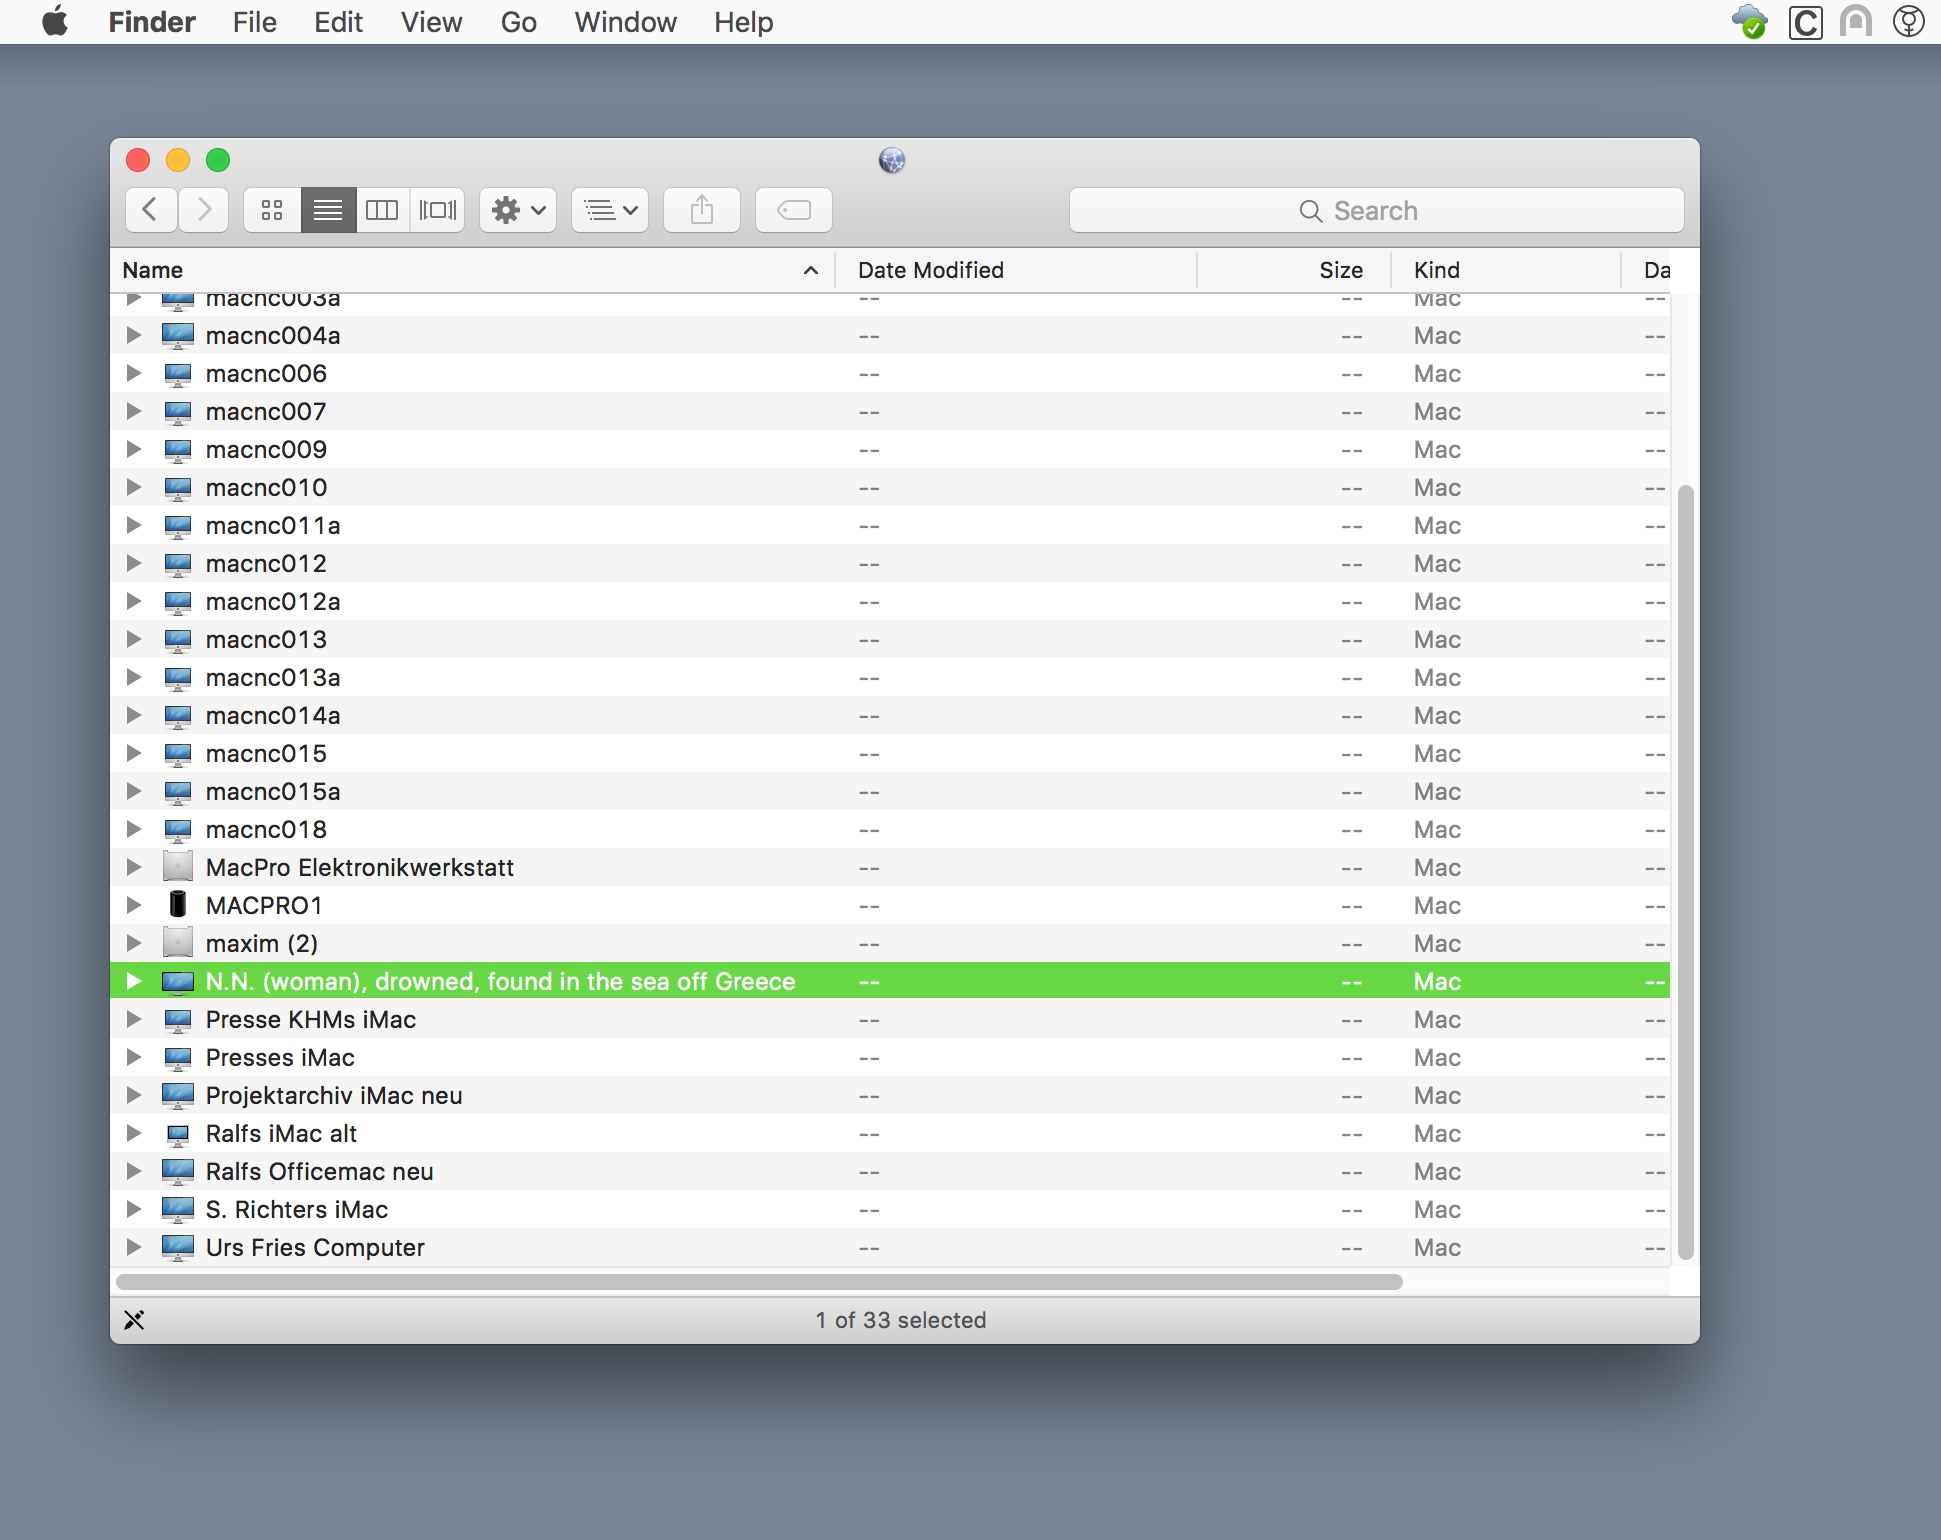 Finder File Edit View Go Window Help
Search
Name Date Modified Size Kind Da
macnc003a -- -- Mac --
macnc004a -- -- Mac --
macnc006 -- -- Mac --
macnc007 -- -- Mac --
macnc009 -- -- Mac --
macnc010 -- -- Mac --
macnc011a -- -- Mac --
macnc012 -- -- Mac --
macnc012a -- -- Mac --
macnc013 -- -- Mac --
macnc013a -- -- Mac --
macnc014a -- -- Mac --
macnc015 -- -- Mac --
macnc015a -- -- Mac --
macnc018 -- -- Mac --
MacPro Elektronikwerkstatt -- -- Mac --
MACPRO1 -- -- Mac --
maxim (2) -- -- Mac --
N.N. (woman), drowned, found in the sea off Greece -- -- Mac --
Presse KHMs iMac -- -- Mac --
Presses iMac -- -- Mac --
Projektarchiv iMac neu -- -- Mac --
Ralfs iMac alt -- -- Mac --
Ralfs Officemac neu -- -- Mac --
S. Richters iMac -- -- Mac --
Urs Fries Computer -- -- Mac --
1 of 33 selected